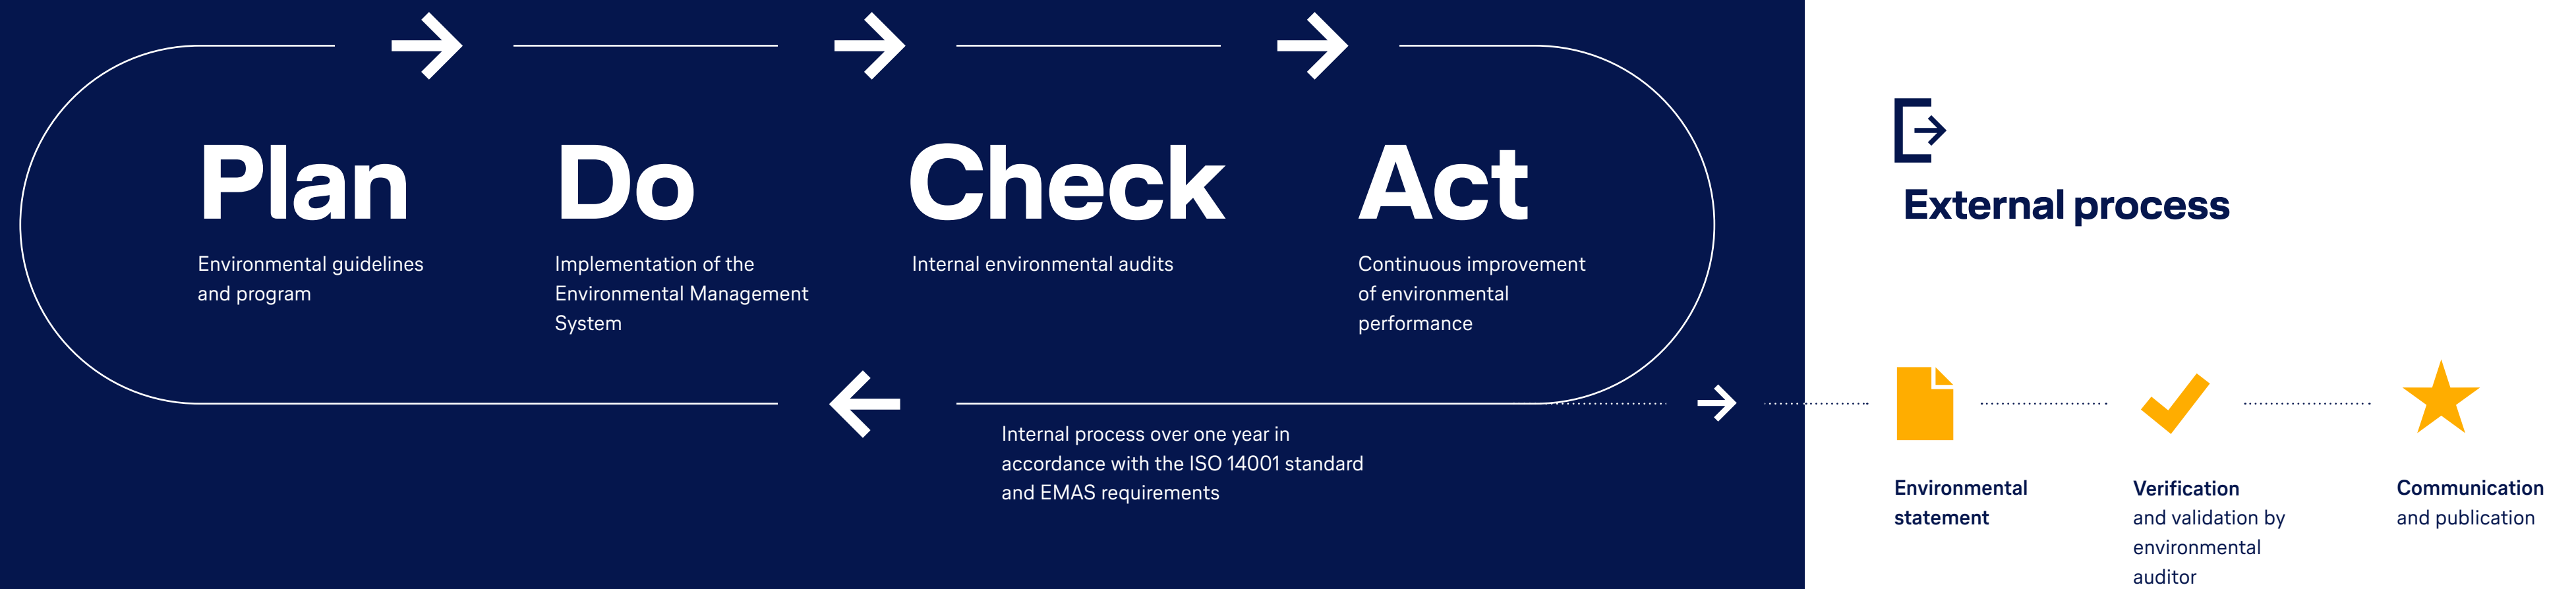 Plan
Environmental guidelines
and program
Do
Implementation of the
Environmental Management
System
Check
Internal environmental audits
Act
Continuous improvement
of environmental
performance
Internal process over one year in
accordance with the ISO 14001 standard
and EMAS requirements
External process
Environmental
statement
Verification
and validation by
environmental
auditor
Communication
and publication